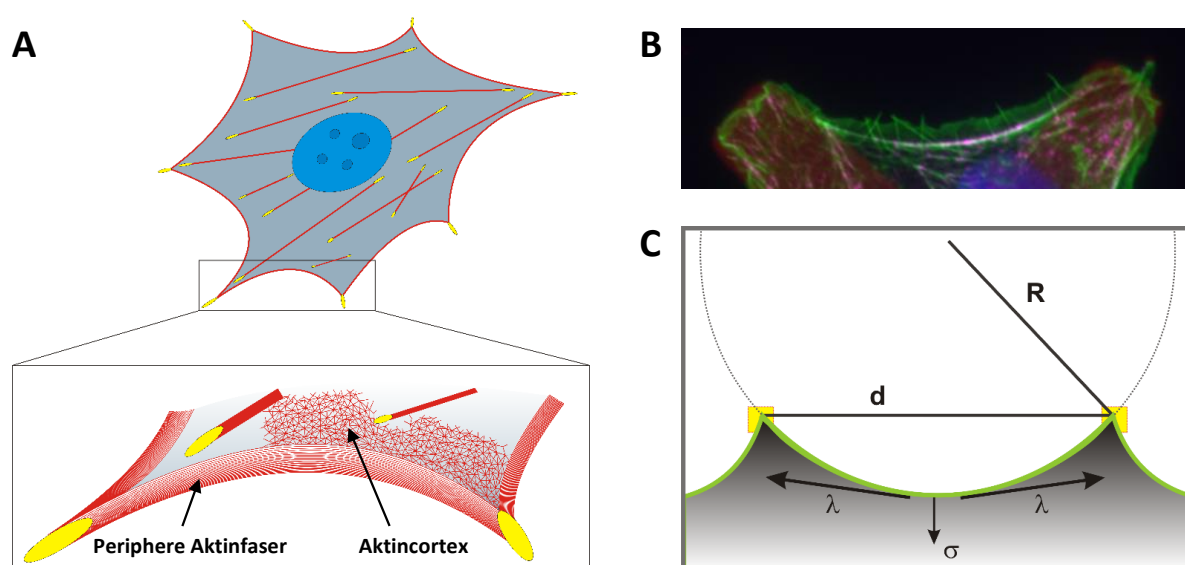 A
Periphere Aktinfaser
Aktincortex
B
C
R
d
λ
λ
σ